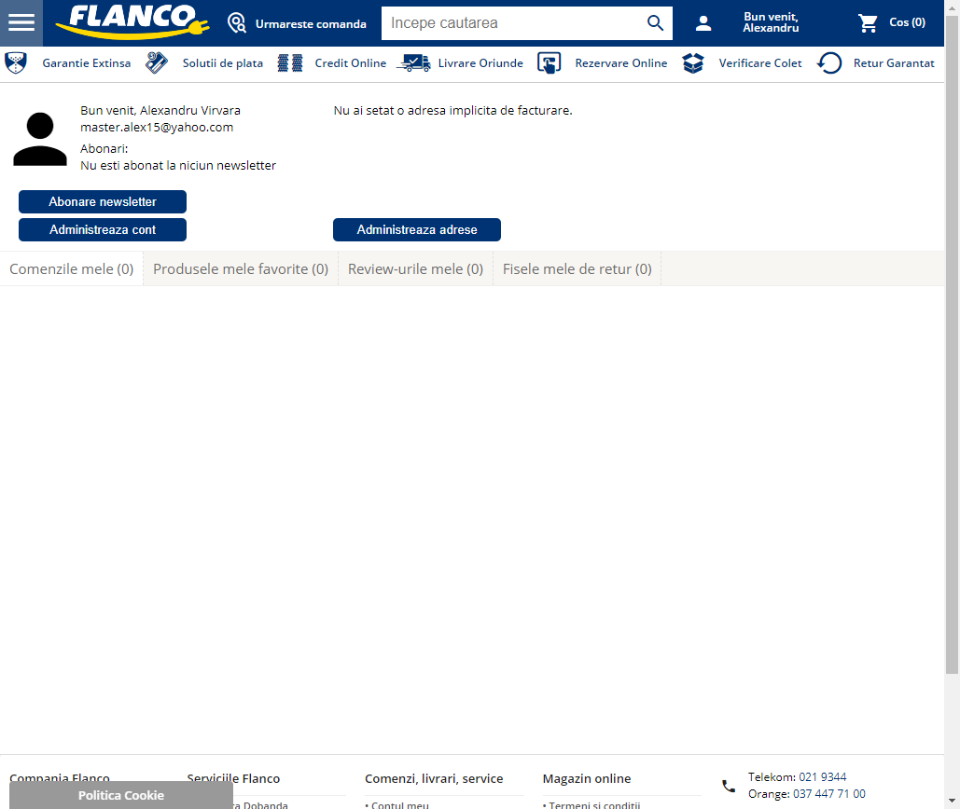 FLANCO
Urmareste comanda
Incepe cautarea
Bun venit,
Alexandru
Cos (0)
Garantie Extinsa
Solutii de plata
Credit Online
Livrare Oriunde
Rezervare Online
Verificare Colet
Retur Garantat
Bun venit, Alexandru Virvara
master.alex15@yahoo.com
Abonari:
Nu esti abonat la niciun newsletter
Nu ai setat o adresa implicita de facturare.
Abonare newsletter
Administreaza cont
Administreaza adrese
Comenzile mele (0)
Produsele mele favorite (0)
Review-urile mele (0)
Fisele mele de retur (0)
Compania Flanco
Serviciile Flanco
Comenzi, livrari, service
Magazin online
Telekom: 021 9344
Orange: 037 447 71 00
Politica Cookie
Dobanda
• Contul meu
• Termeni si conditii